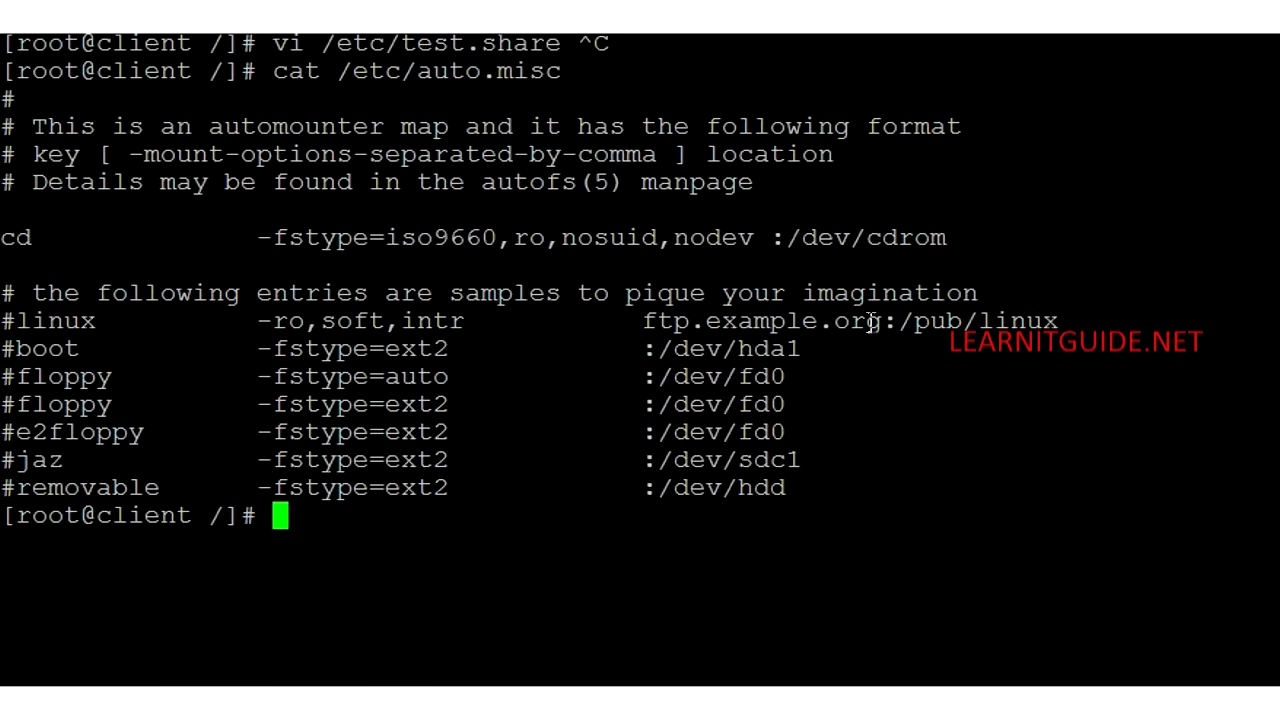 [root@client /]# vi /etc/test.share ^C
[root@client /]# cat /etc/auto.misc
#
# This is an automounter map and it has the following format
# key [ -mount-options-separated-by-comma ] location
# Details may be found in the autofs(5) manpage
cd -fstype=iso9660,ro,nosuid,nodev :/dev/cdrom
# the following entries are samples to pique your imagination
#linux -ro,soft,intr ftp.example.org:/pub/linux
LEARNITGUIDE.NET
#boot -fstype=ext2 :/dev/hda1
#floppy -fstype=auto :/dev/fd0
#floppy -fstype=ext2 :/dev/fd0
#e2floppy -fstype=ext2 :/dev/fd0
#jaz -fstype=ext2 :/dev/sdc1
#removable -fstype=ext2 :/dev/hdd
[root@client /]#